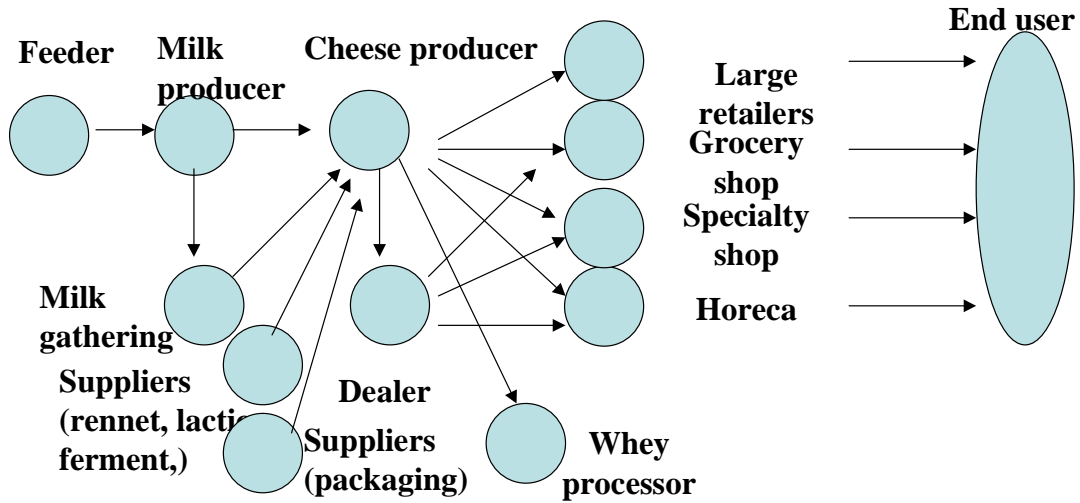 End user
Feeder
Milk
producer
Cheese producer
Large
retailers
Grocery
shop
Specialty
shop
Horeca
Milk
gathering
Suppliers
(rennet, lactic
ferment,)
Dealer
Suppliers
(packaging)
Whey
processor